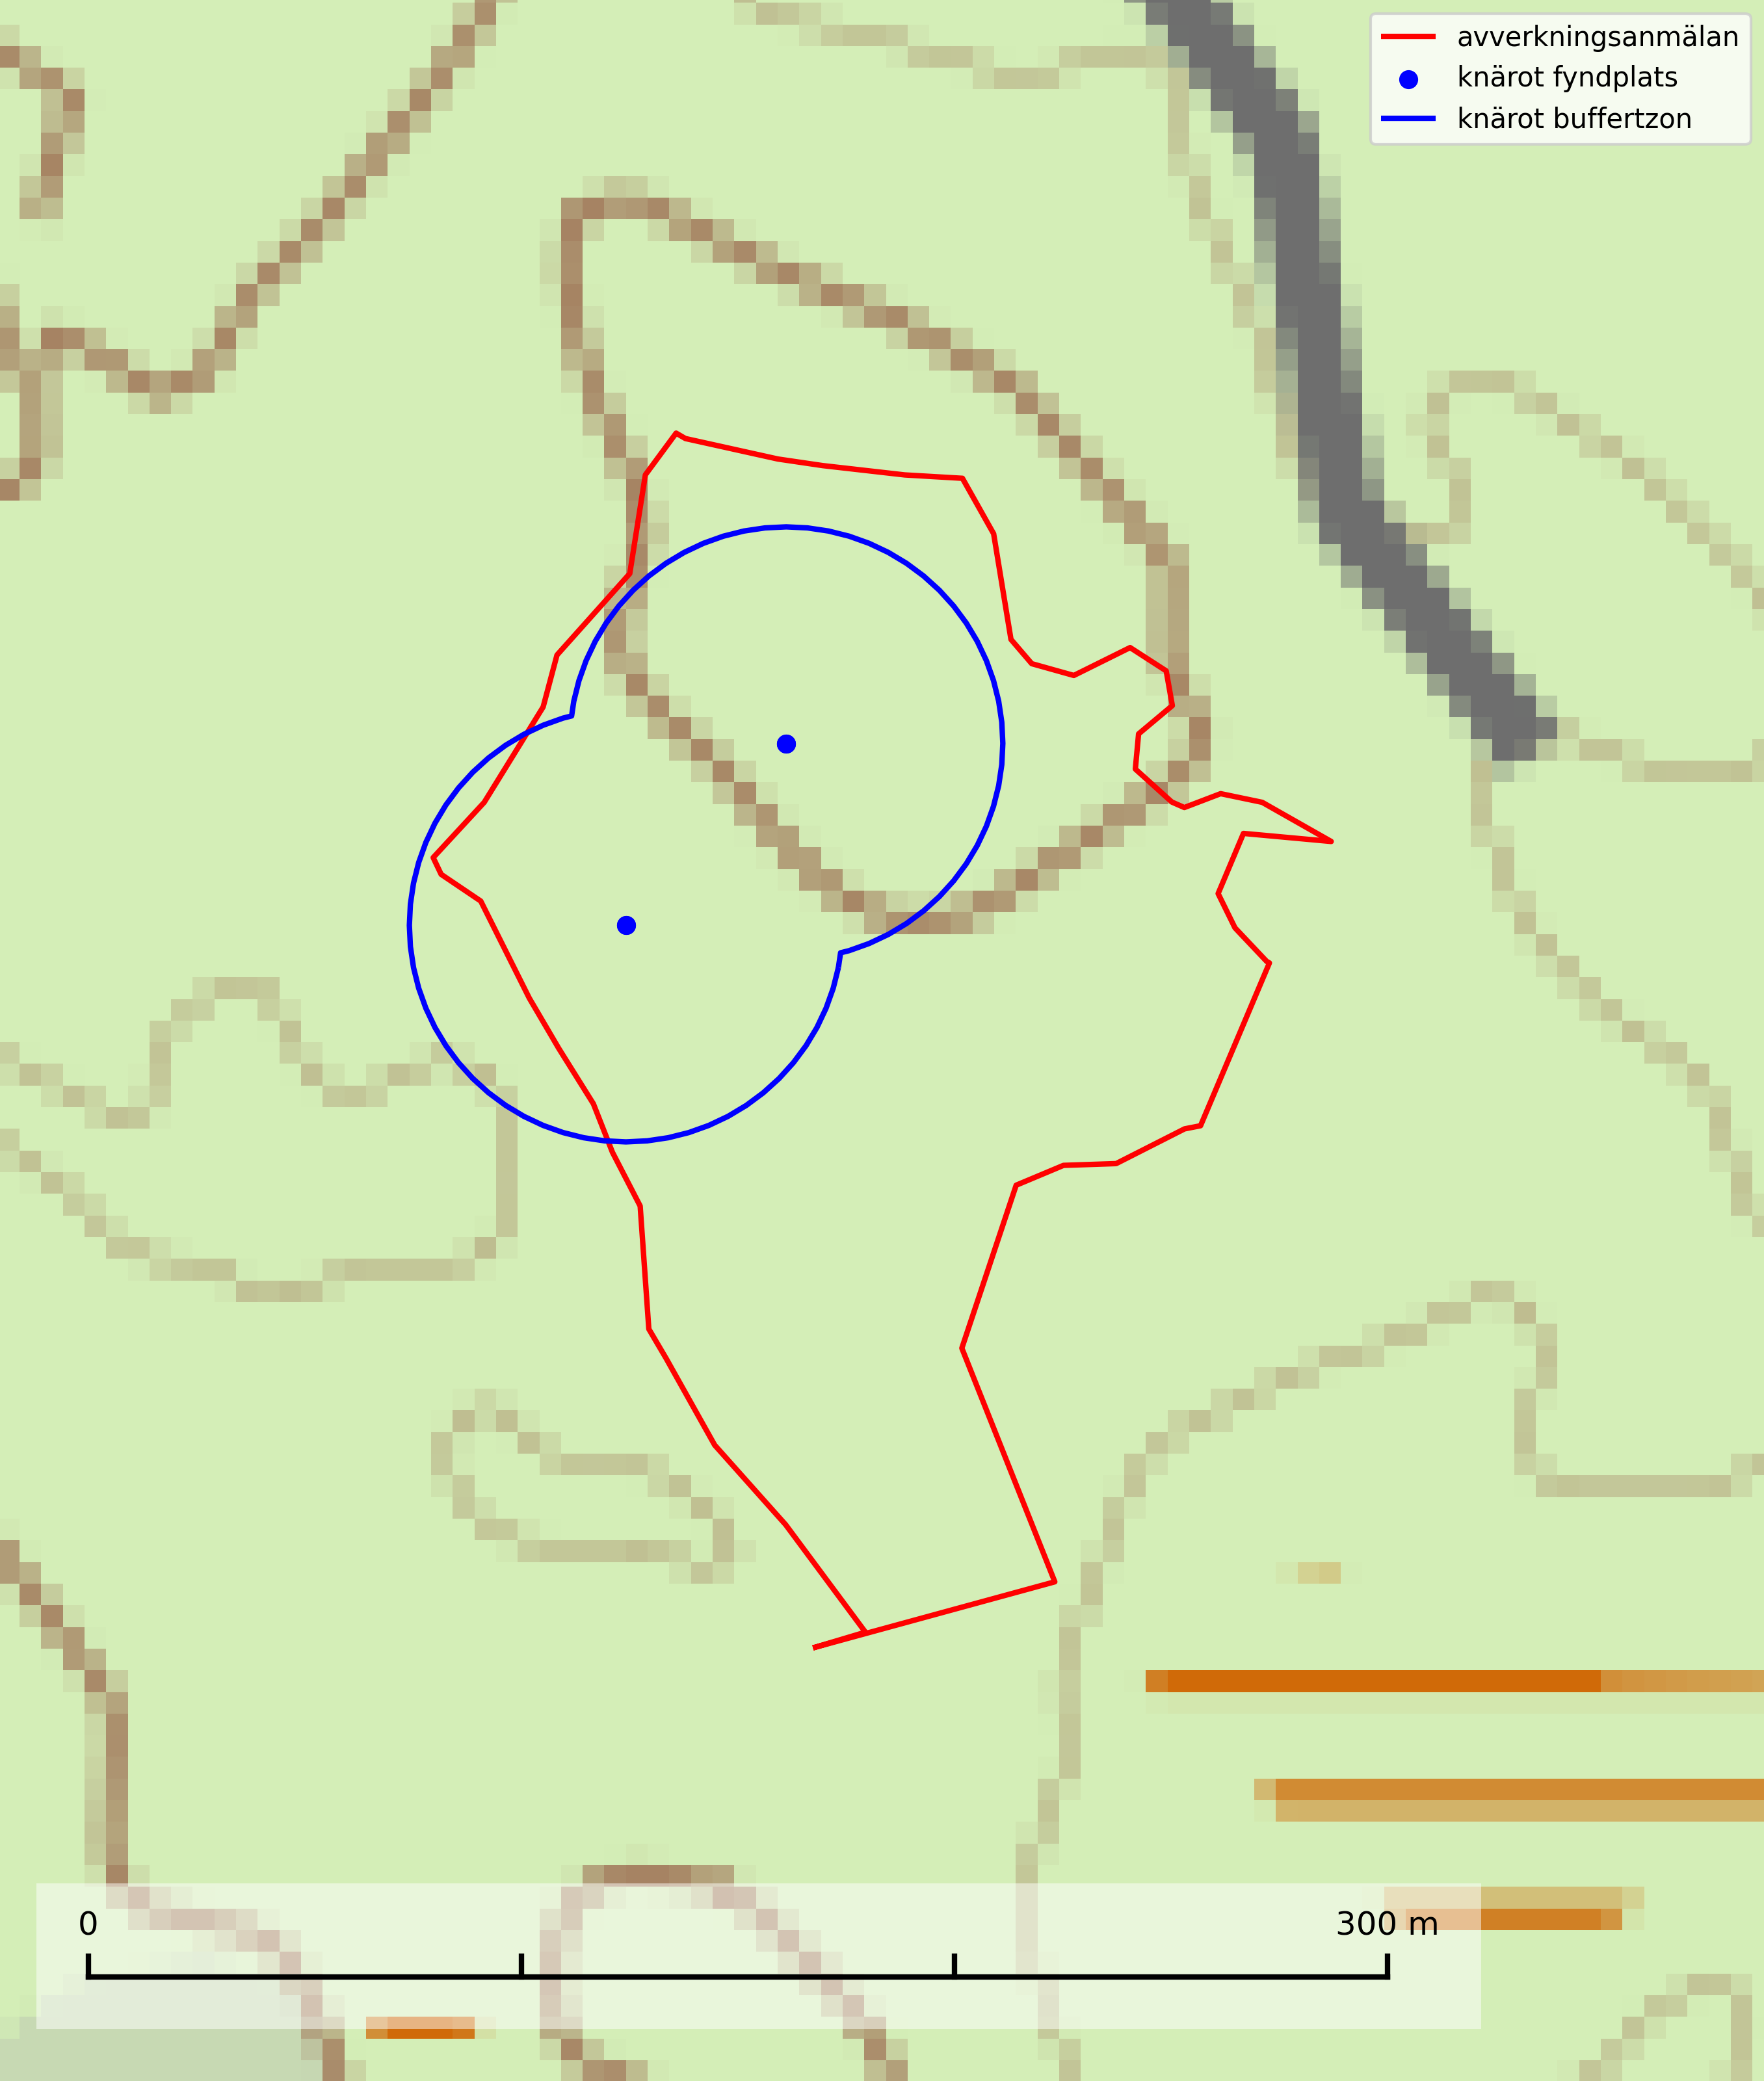 avverkningsanmälan
knärot fyndplats
knärot buffertzon
0 300 m